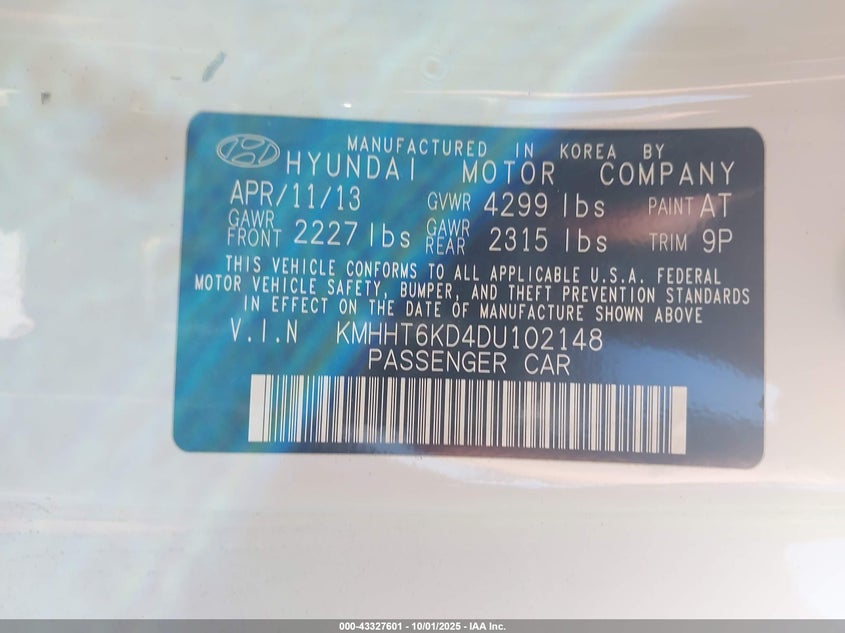 MANUFACTURED IN KOREA BY
HYUNDAI MOTOR COMPANY
APR/11/13 GVWR 4299 lbs PAINT AT
GAWR FRONT 2227 lbs GAWR REAR 2315 lbs TRIM 9P
THIS VEHICLE CONFORMS TO ALL APPLICABLE U.S.A. FEDERAL
MOTOR VEHICLE SAFETY, BUMPER, AND THEFT PREVENTION STANDARDS
IN EFFECT ON THE DATE OF MANUFACTURE SHOWN ABOVE
V.I.N KMHHT6KD4DU102148
PASSENGER CAR
000-43327601 - 10/01/2025 - IAA Inc.